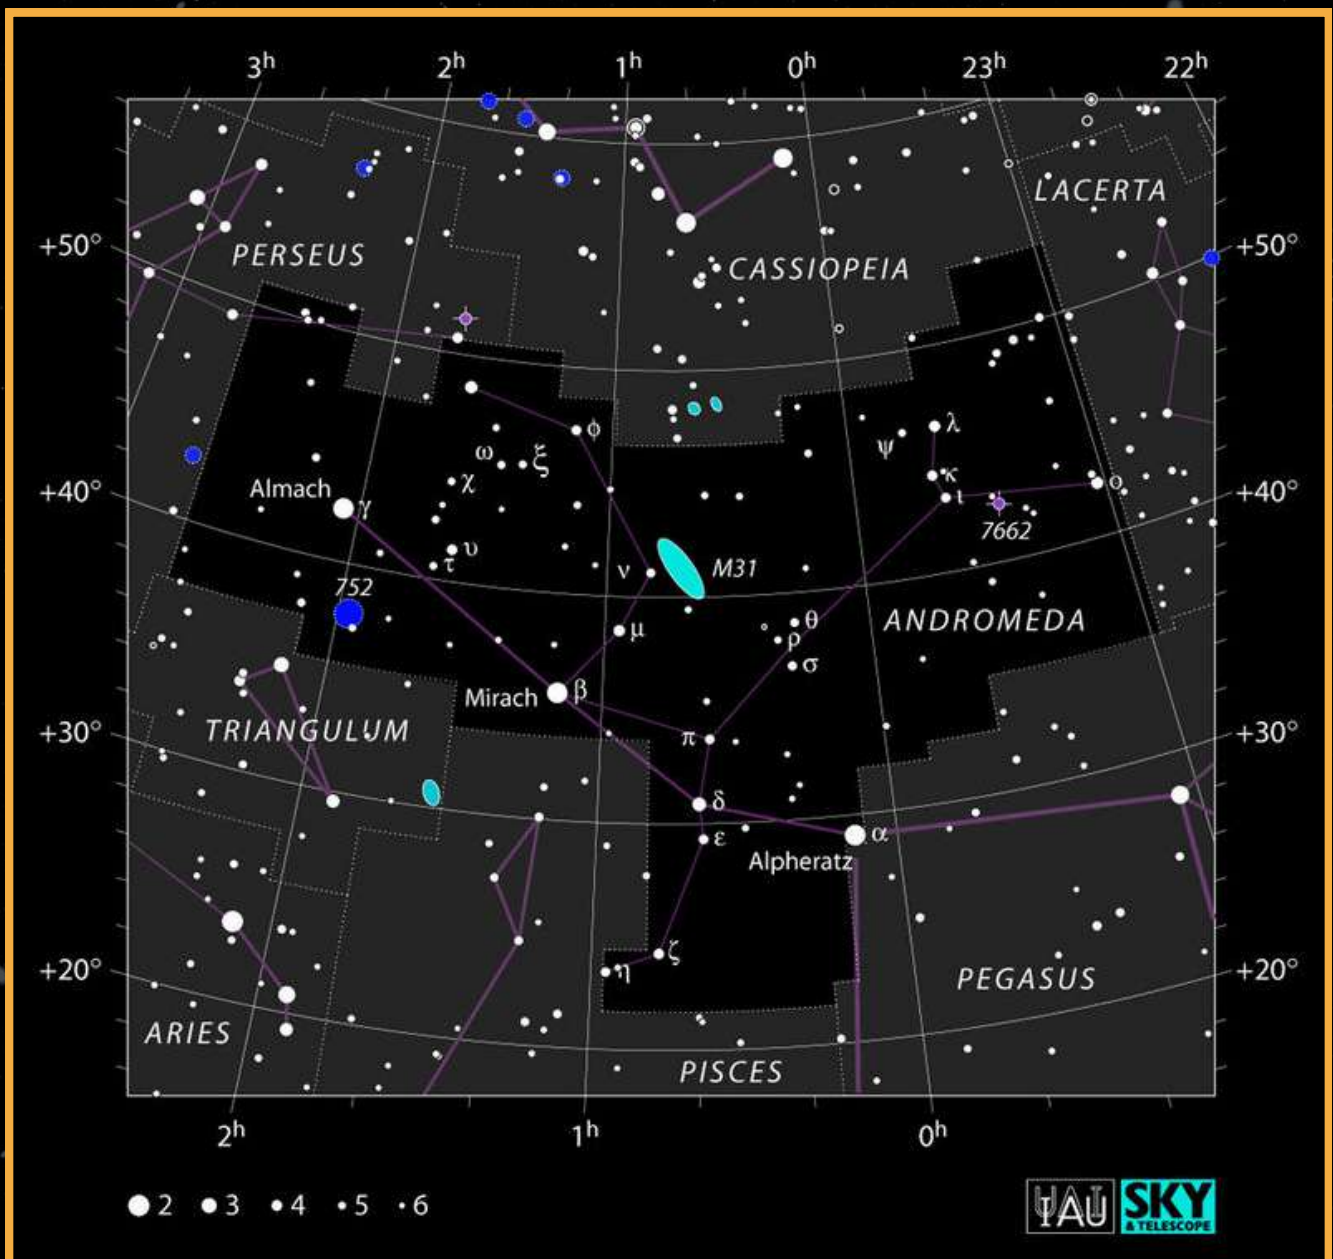 3h 2h 1h 0h 23h 22h
LACERTA
+50° PERSEUS CASSIOPEIA +50°
λ
ϕ ψ
ω ξ
κ
χ ι ο
+40° Almach γ 7662 +40°
υ
τ ν M31
752
θ ANDROMEDA
μ ρ
σ
Mirach β
+30° TRIANGULUM π +30°
δ
α
ε
Alpheratz
ζ
+20° η PEGASUS +20°
ARIES
PISCES
2h 1h 0h
2 3 4 5 6
IAU UAI SKY
& TELESCOPE